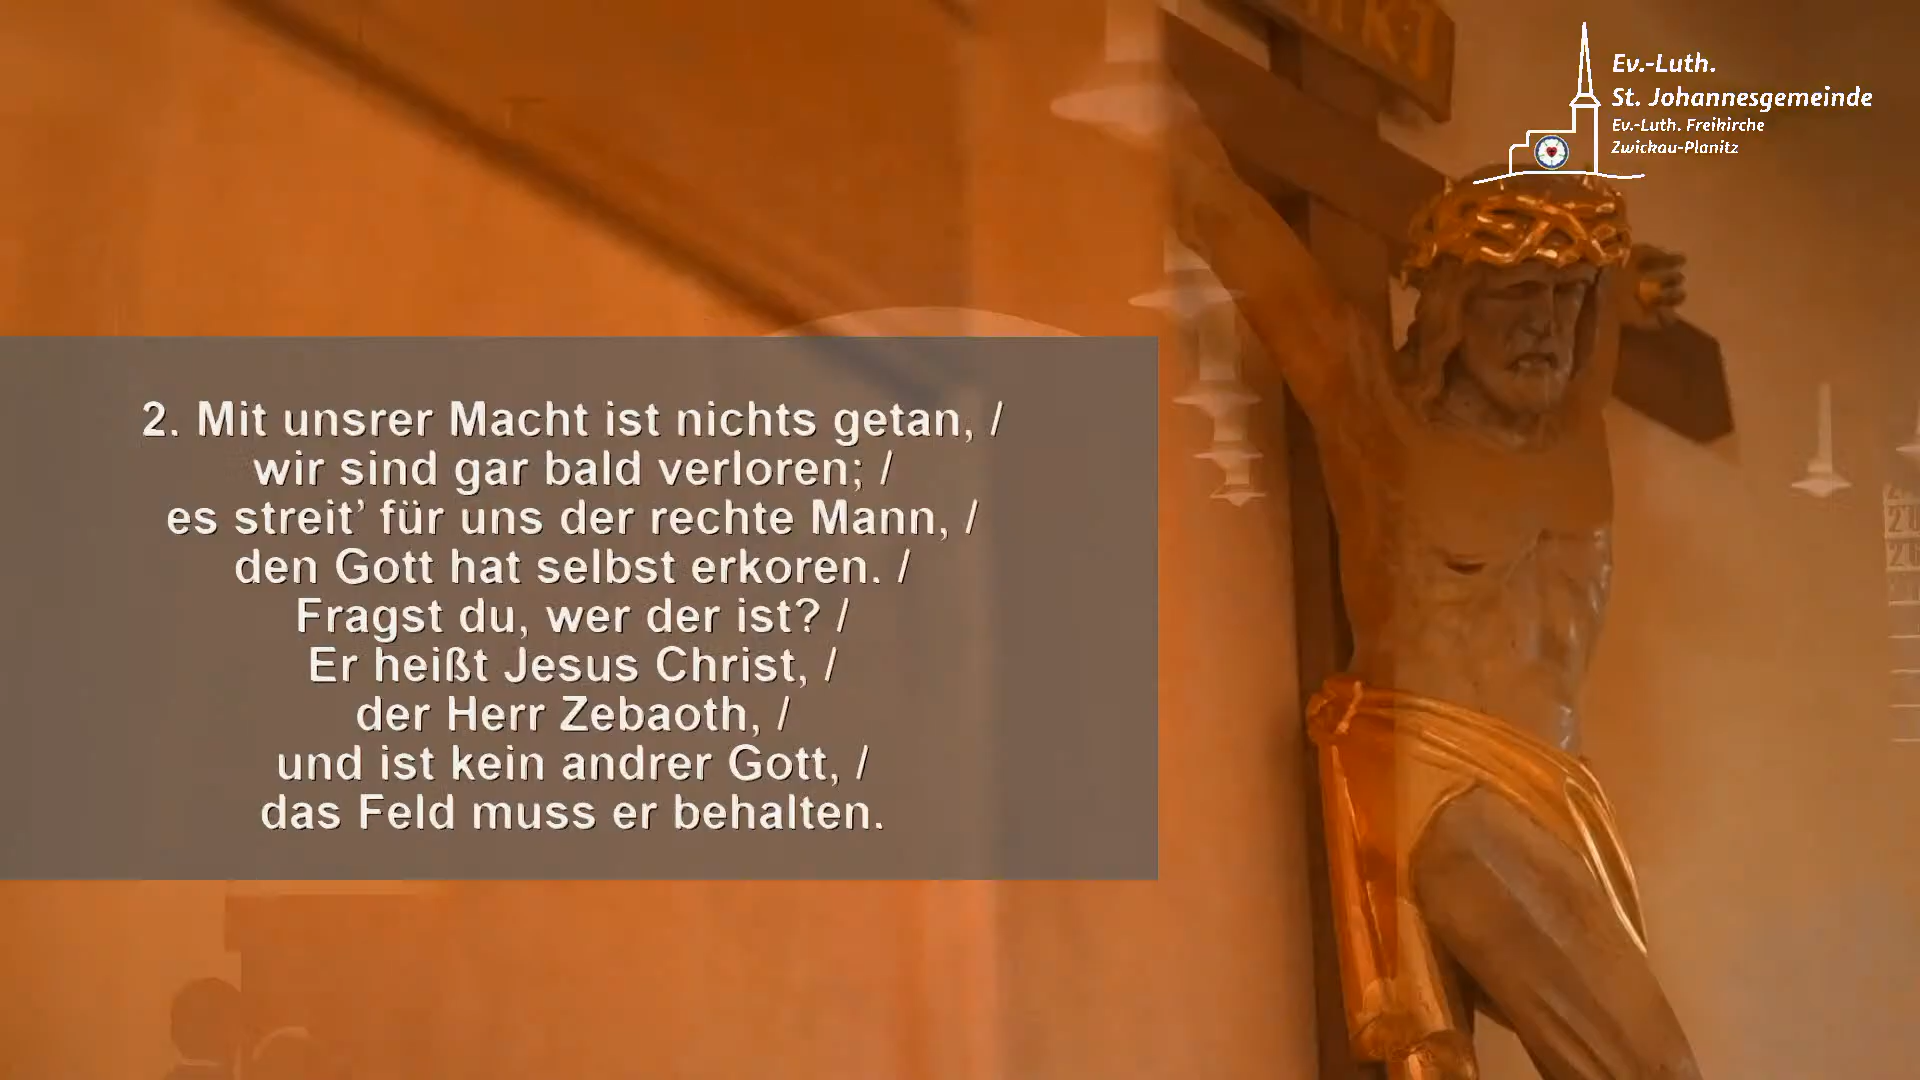 Ev.-Luth.
St. Johannesgemeinde
Ev.-Luth. Freikirche
Zwickau-Planitz
2. Mit unsrer Macht ist nichts getan, /
wir sind gar bald verloren; /
es streit’ für uns der rechte Mann, /
den Gott hat selbst erkoren. /
Fragst du, wer der ist? /
Er heißt Jesus Christ, /
der Herr Zebaoth, /
und ist kein andrer Gott, /
das Feld muss er behalten.